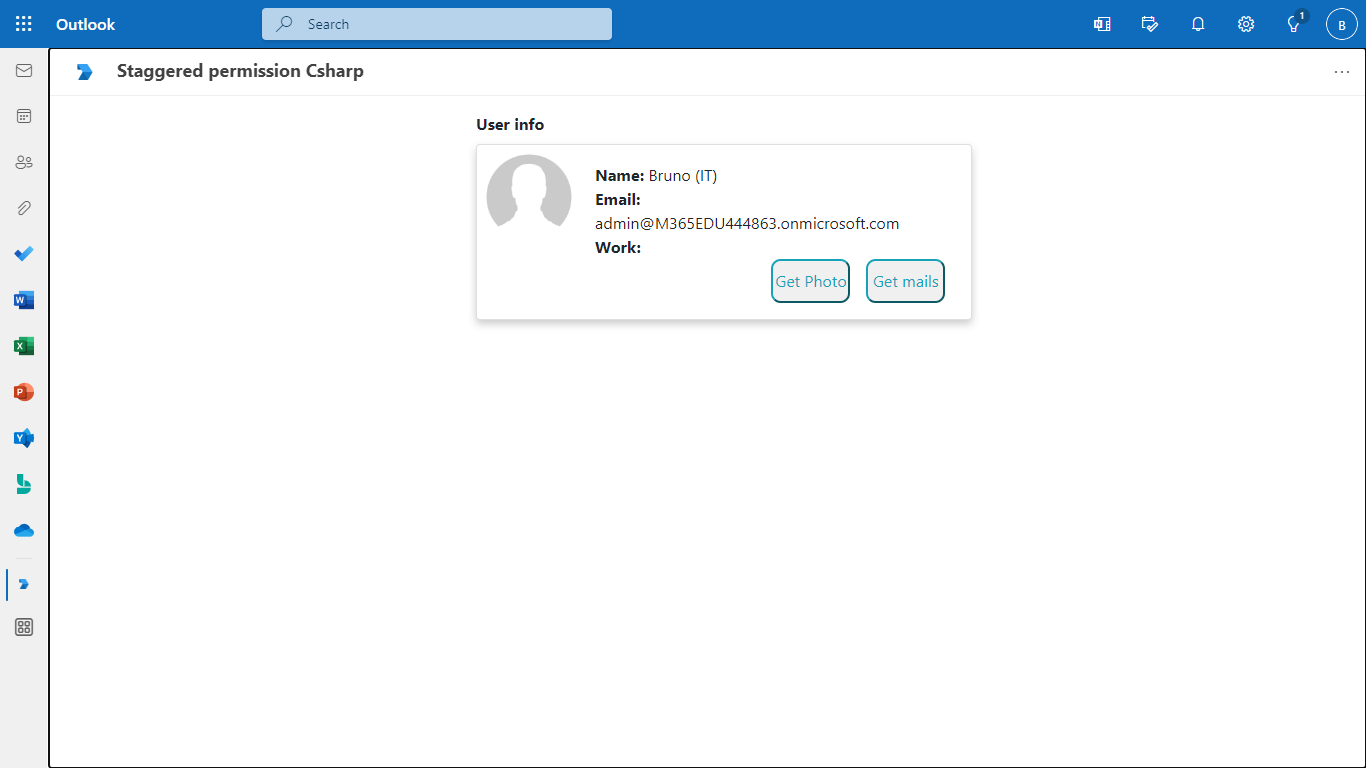 Outlook
Search
1
B
Staggered permission Csharp
...
User info
Name: Bruno (IT)
Email:
admin@M365EDU444863.onmicrosoft.com
Work:
Get Photo Get mails
W
X
P
Y